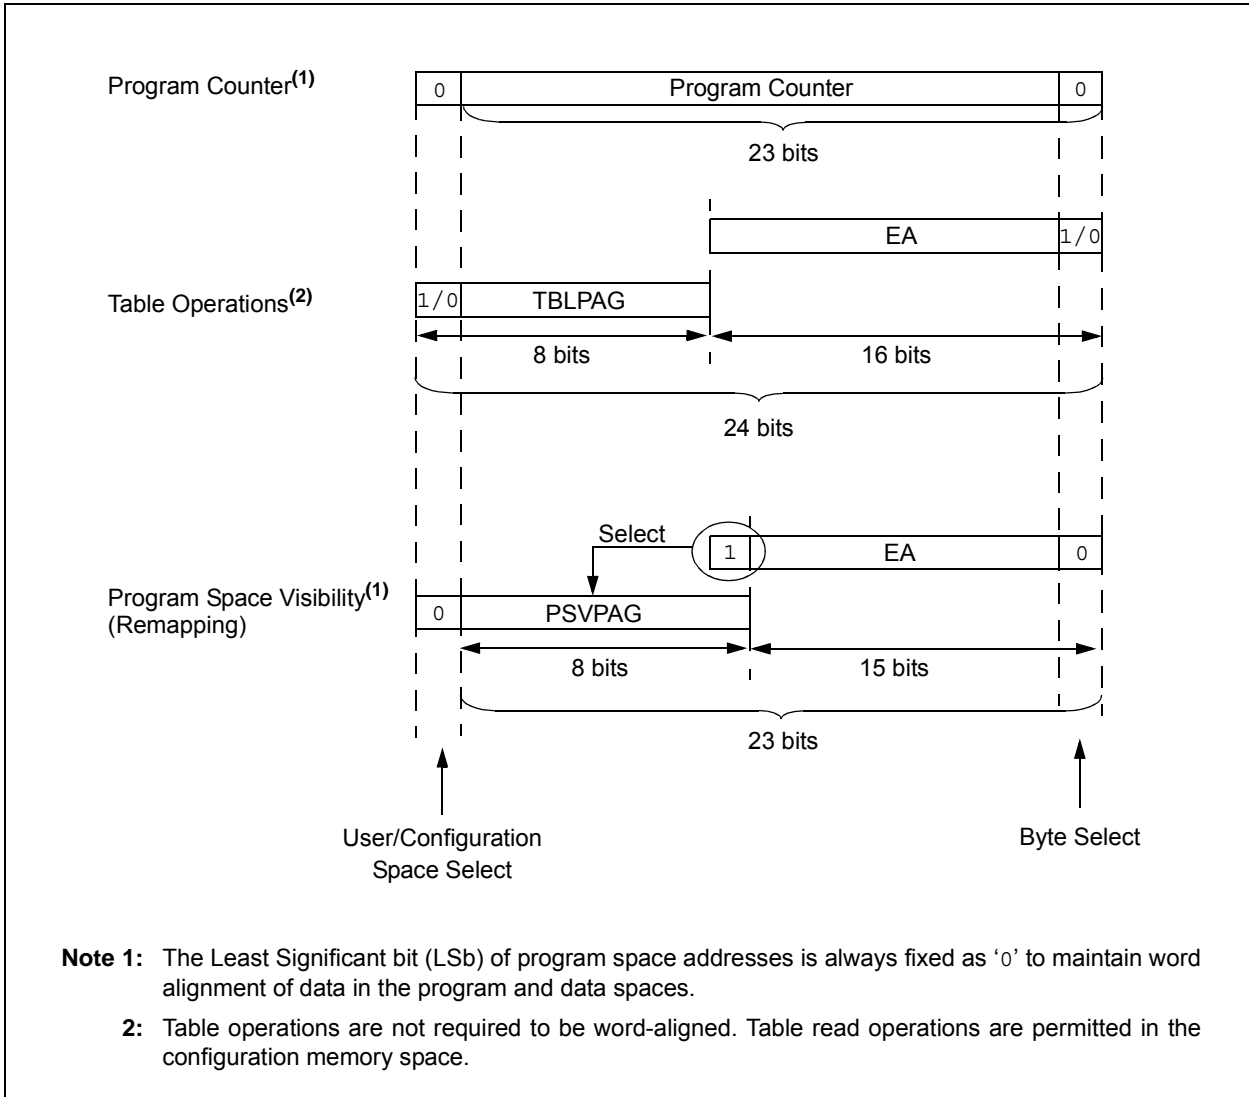 Program Counter(1)
0
Program Counter
0
23 bits
EA
1/0
Table Operations(2)
1/0
TBLPAG
8 bits
16 bits
24 bits
Select
1
EA
0
Program Space Visibility(1)
(Remapping)
0
PSVPAG
8 bits
15 bits
23 bits
User/Configuration
Space Select
Byte Select
Note 1: The Least Significant bit (LSb) of program space addresses is always fixed as ‘0’ to maintain word
alignment of data in the program and data spaces.
2: Table operations are not required to be word-aligned. Table read operations are permitted in the
configuration memory space.